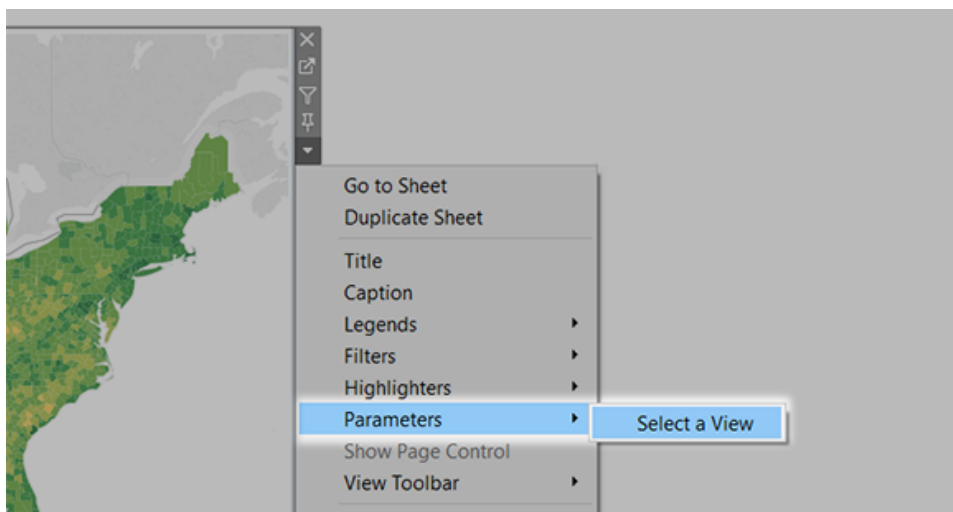 Go to Sheet
Duplicate Sheet
Title
Caption
Legends
Filters
Highlighters
Parameters
Select a View
Show Page Control
View Toolbar